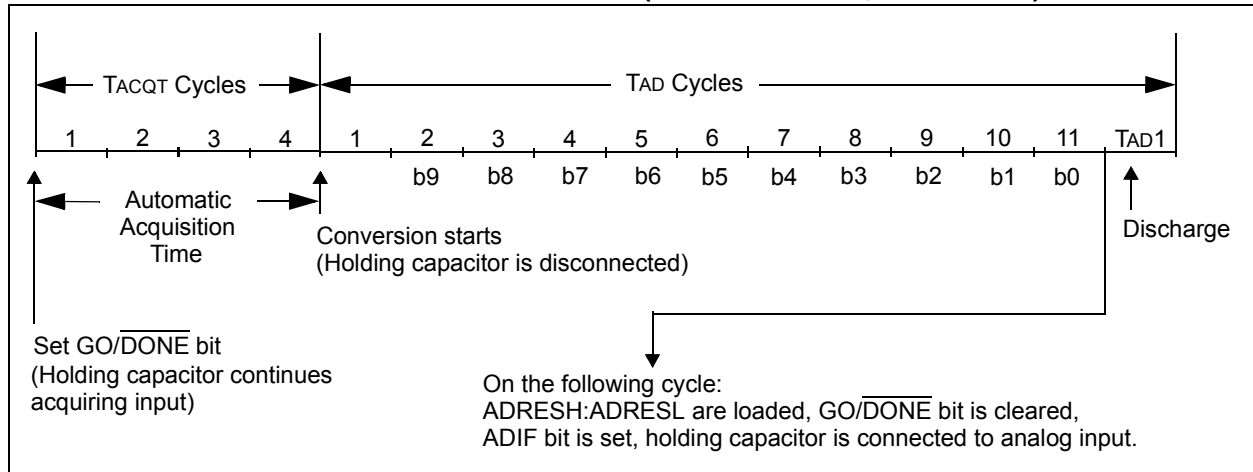 TACQT Cycles
TAD Cycles
1 2 3 4 1 2 3 4 5 6 7 8 9 10 11 TAD1
b9 b8 b7 b6 b5 b4 b3 b2 b1 b0
Automatic
Acquisition
Time
Conversion starts
(Holding capacitor is disconnected)
Discharge
Set GO/DONE bit
(Holding capacitor continues
acquiring input)
On the following cycle:
ADRESH:ADRESL are loaded, GO/DONE bit is cleared,
ADIF bit is set, holding capacitor is connected to analog input.